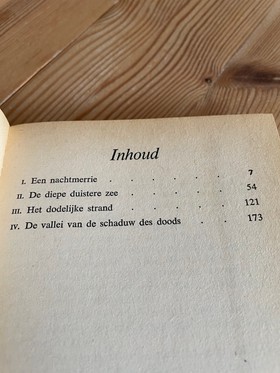 Inhoud
I. Een nachtmerrie . . . . . . 7
II. De diepe duistere zee . . . . . 54
III. Het dodelijke strand . . . . . 121
IV. De vallei van de schaduw des doods . . 173